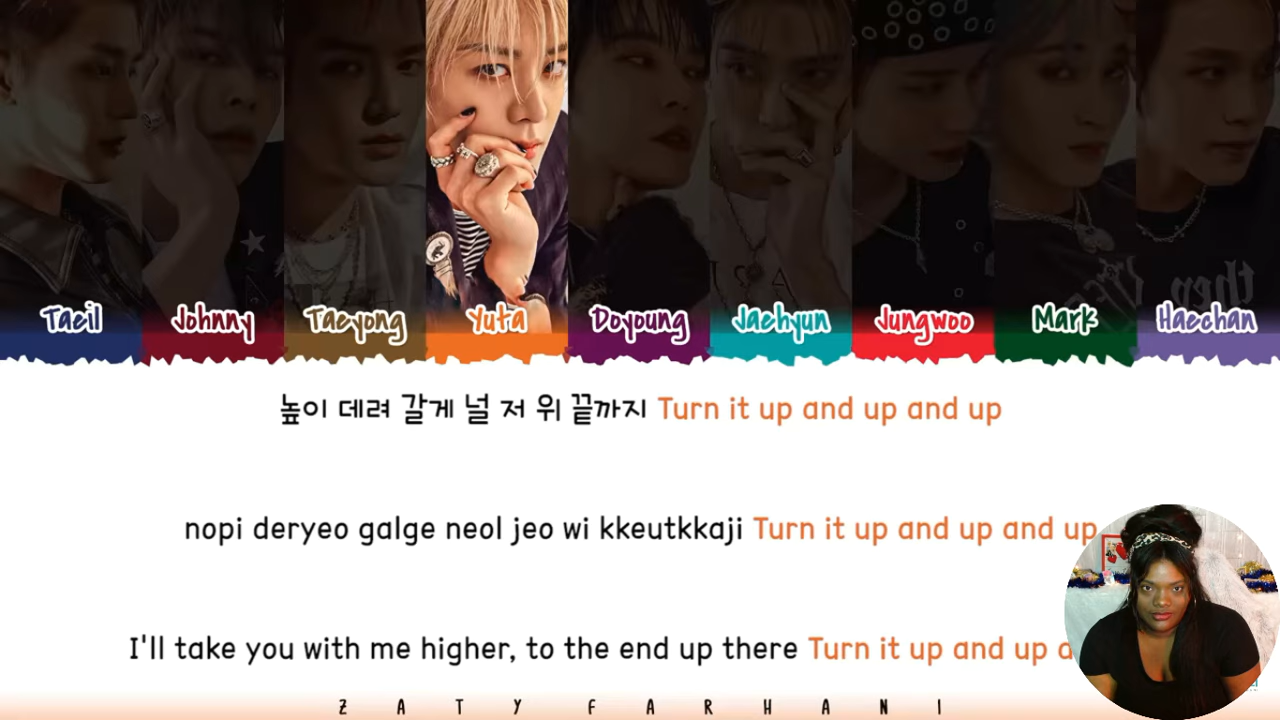 Taeil Johnny Taeyong Yuta Doyoung Jaehyun Jungwoo Mark Haechan
높이 데려 갈게 널 저 위 끝까지 Turn it up and up and up
nopi deryeo galge neol jeo wi kkeutkkaji Turn it up and up and up
I'll take you with me higher, to the end up there Turn it up and up
ZATY FARHANI